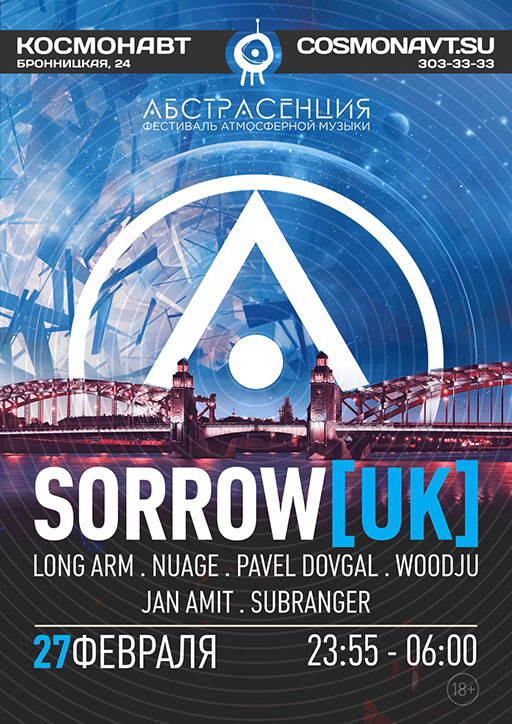 КОСМОНАВТ
БРОННИЦКАЯ, 24
COSMONAVT.SU
303-33-33
АБСТРАСЕНЦИЯ
ФЕСТИВАЛЬ АТМОСФЕРНОЙ МУЗЫКИ
SORROW[UK]
LONG ARM . NUAGE . PAVEL DOVGAL . WOODJU
JAN AMIT . SUBRANGER
27ФЕВРАЛЯ
23:55 - 06:00
18+